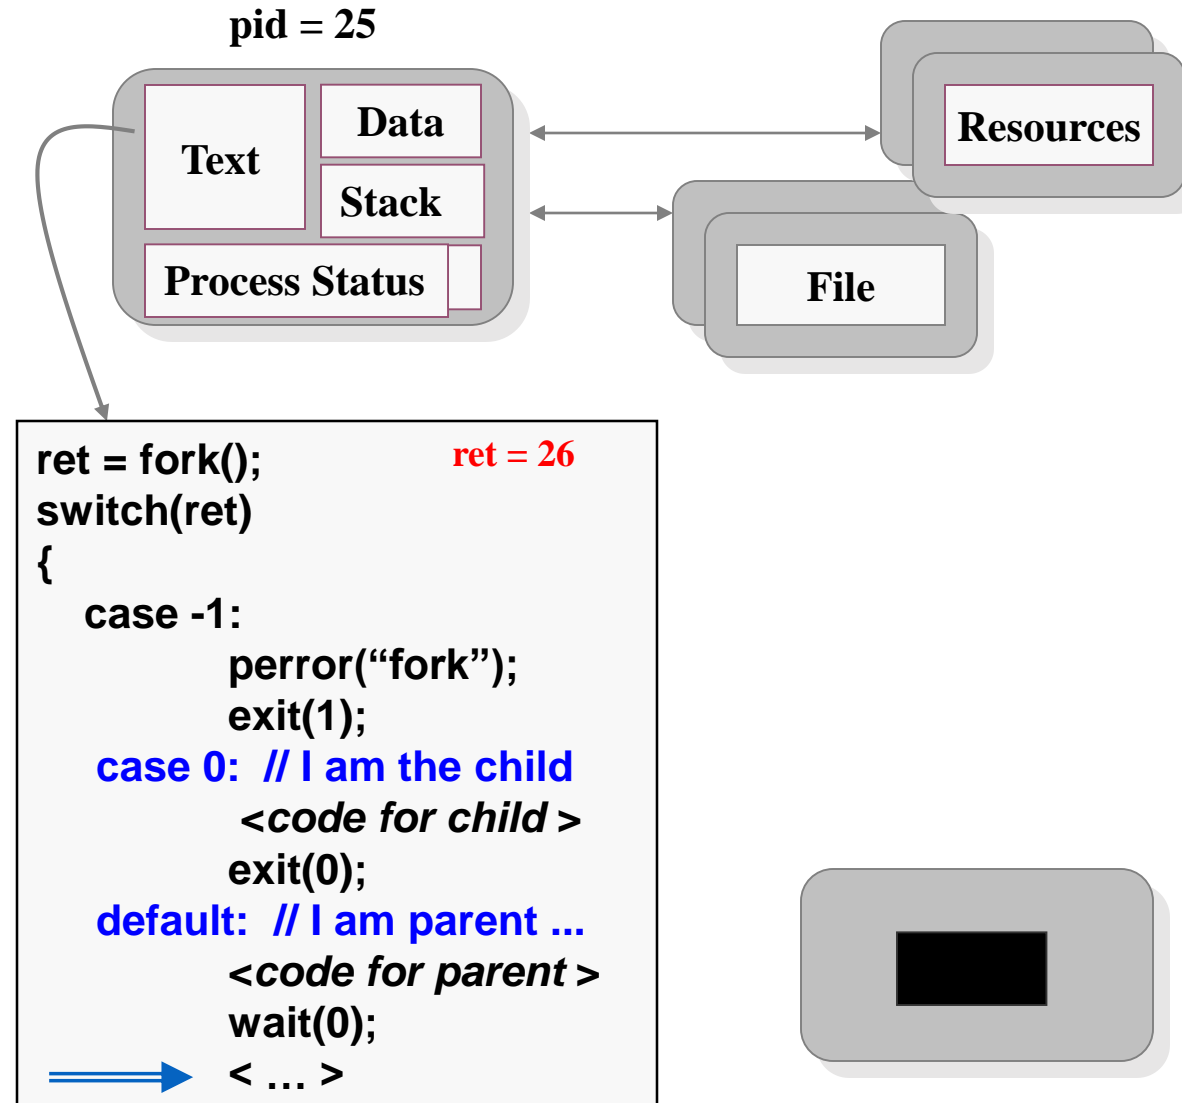 pid = 25
Text
Data
Stack
Process Status
Resources
File
ret = fork();
ret = 26
switch(ret)
{
case -1:
perror(“fork”);
exit(1);
case 0:  // I am the child
<code for child >
exit(0);
default:  // I am parent ...
<code for parent >
wait(0);
< … >